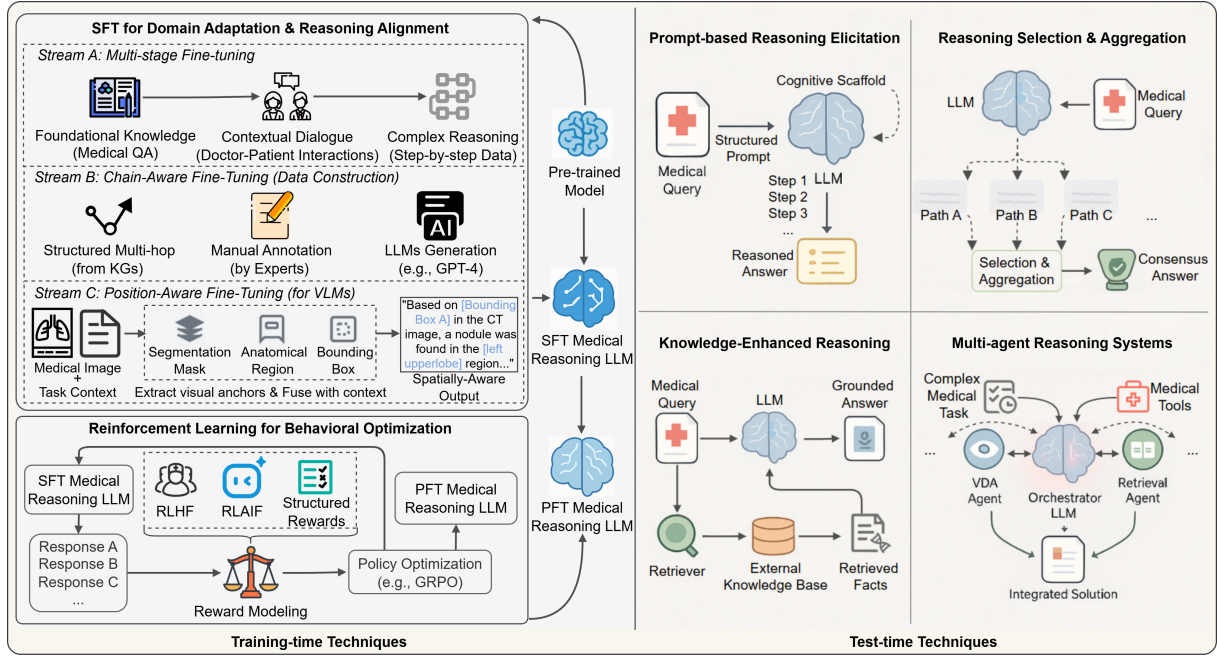 SFT for Domain Adaptation & Reasoning Alignment
Stream A: Multi-stage Fine-tuning
Foundational Knowledge
(Medical QA)
Contextual Dialogue
(Doctor-Patient Interactions)
Complex Reasoning
(Step-by-step Data)
Stream B: Chain-Aware Fine-Tuning (Data Construction)
Structured Multi-hop
(from KGs)
Manual Annotation
(by Experts)
AI
LLMs Generation
(e.g., GPT-4)
Stream C: Position-Aware Fine-Tuning (for VLMs)
Medical Image
+
Task Context
Segmentation
Mask
Anatomical
Region
Bounding
Box
Extract visual anchors & Fuse with context
"Based on [Bounding
Box A] in the CT
image, a nodule was
found in the [left
upperlobe] region..."
Spatially-Aware
Output
Pre-trained
Model
SFT Medical
Reasoning LLM
PFT Medical
Reasoning LLM
Reinforcement Learning for Behavioral Optimization
SFT Medical
Reasoning LLM
RLHF
RLAIF
Structured
Rewards
PFT Medical
Reasoning LLM
Response A
Response B
Response C
...
Reward Modeling
Policy Optimization
(e.g., GRPO)
Training-time Techniques
Prompt-based Reasoning Elicitation
Cognitive Scaffold
Medical
Query
Structured
Prompt
LLM
Step 1
Step 2
Step 3
...
Reasoned
Answer
Reasoning Selection & Aggregation
LLM
Medical
Query
Path A
Path B
Path C
...
Selection &
Aggregation
Consensus
Answer
Knowledge-Enhanced Reasoning
Medical
Query
LLM
Grounded
Answer
Retriever
External
Knowledge Base
Retrieved
Facts
Multi-agent Reasoning Systems
Complex
Medical
Task
Medical
Tools
...
...
VDA
Agent
Orchestrator
LLM
Retrieval
Agent
Integrated Solution
Test-time Techniques